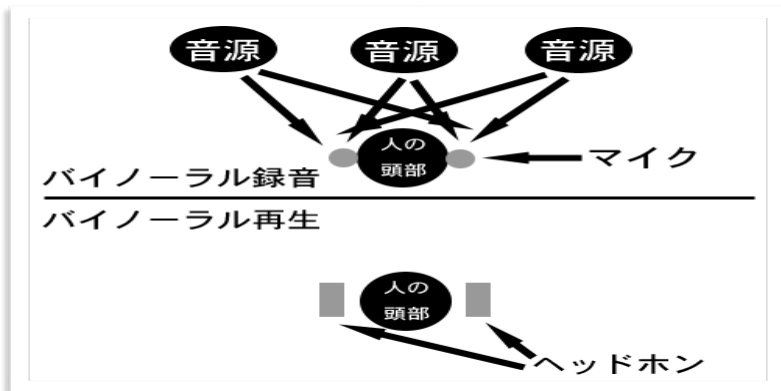 音源 音源 音源
人の
頭部
マイク
バイノーラル録音
バイノーラル再生
人の
頭部
ヘッドホン